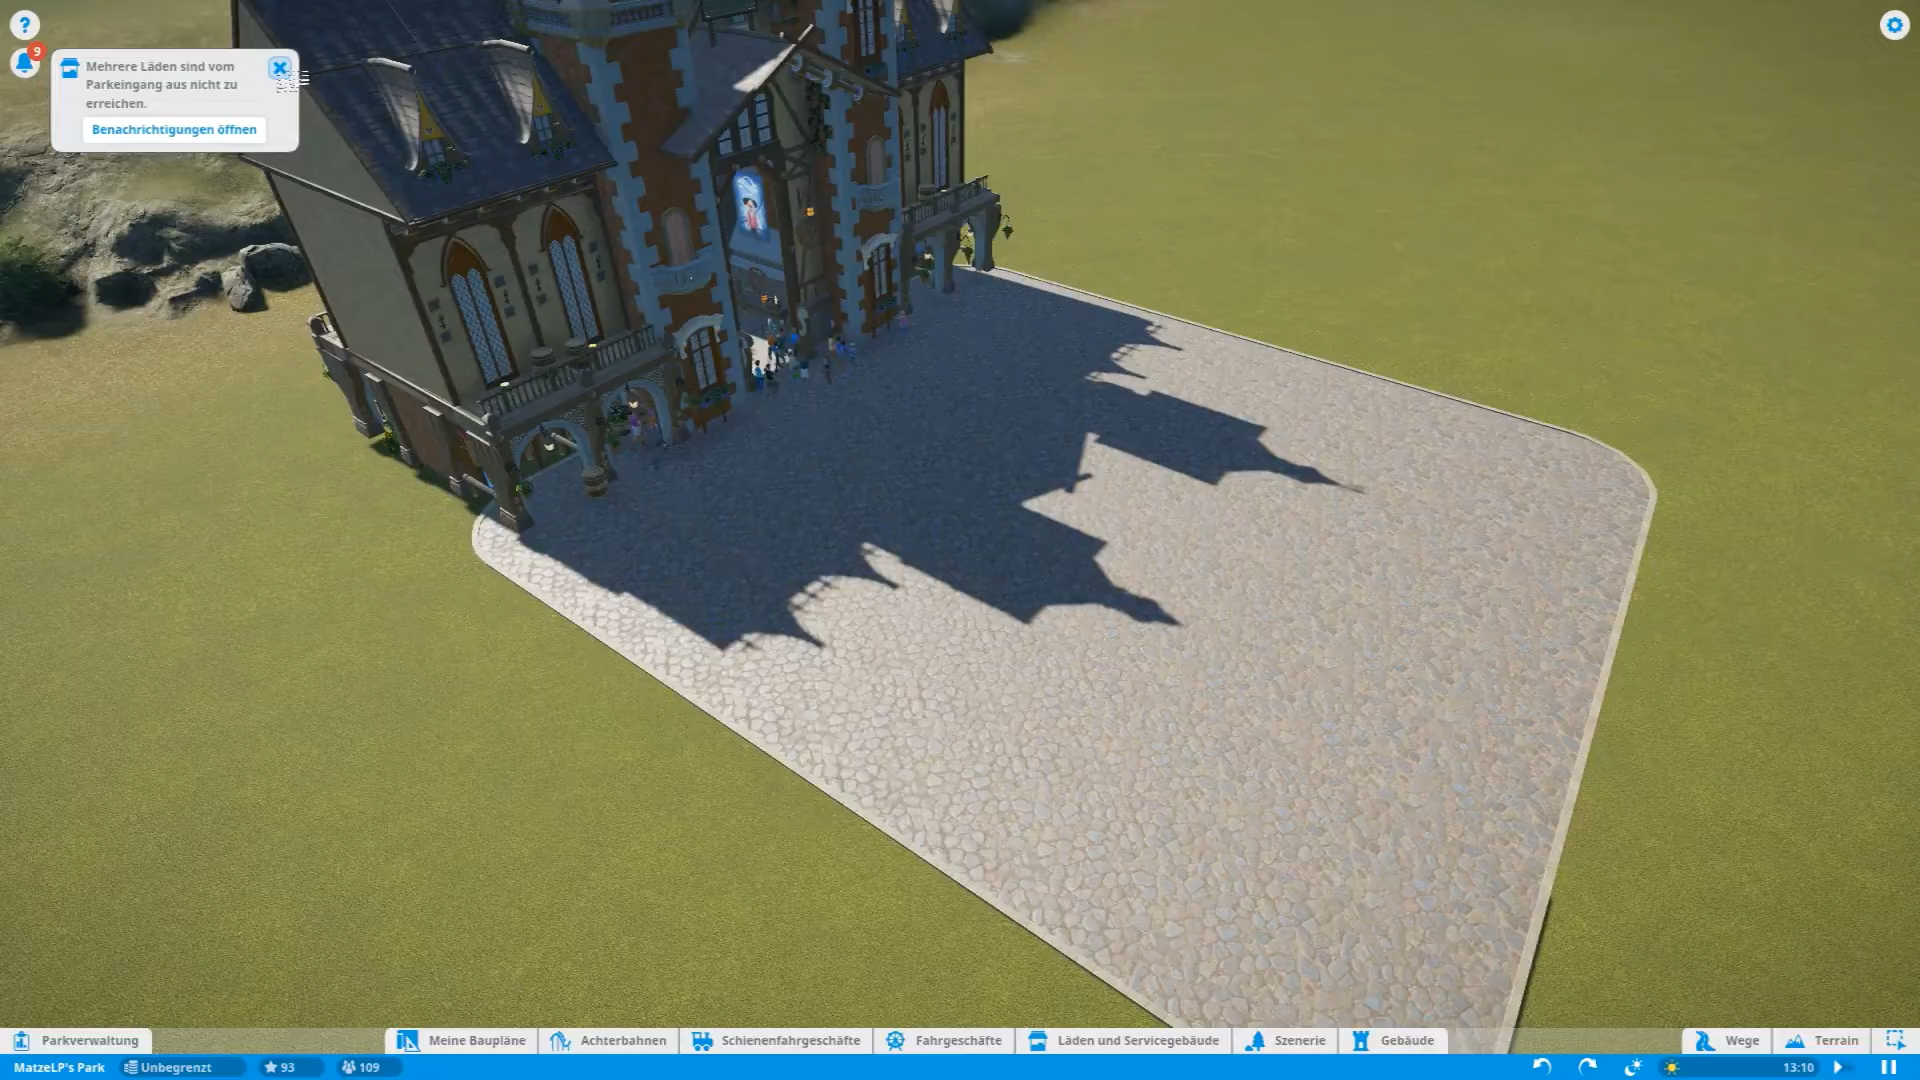 ?
9
Mehrere Läden sind vom
Parkeingang aus nicht zu
erreichen.
Benachrichtigungen öffnen
Parkverwaltung
Meine Baupläne
Achterbahnen
Schienenfahrgeschäfte
Fahrgeschäfte
Läden und Servicegebäude
Szenerie
Gebäude
Wege
Terrain
MatzeLP's Park
Unbegrenzt
93
109
13:10